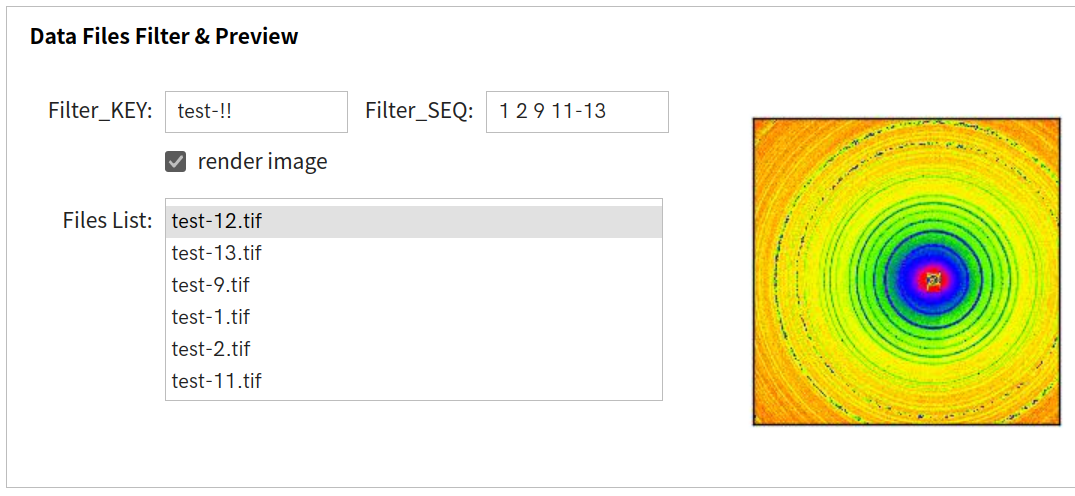 Data Files Filter & Preview
Filter_KEY: test-!! Filter_SEQ: 1 2 9 11-13
render image
Files List: test-12.tif
test-13.tif
test-9.tif
test-1.tif
test-2.tif
test-11.tif